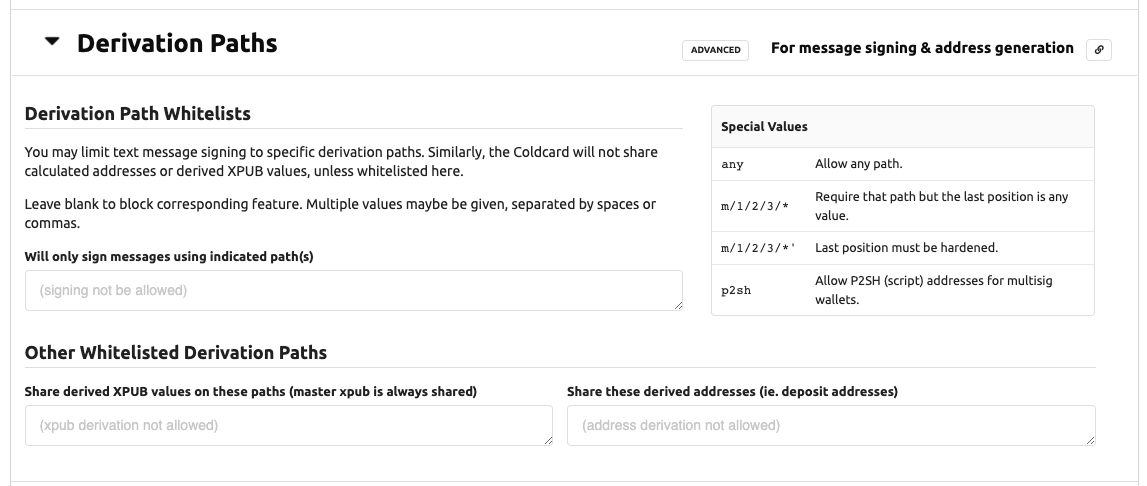 Derivation Paths
ADVANCED
For message signing & address generation
Derivation Path Whitelists
You may limit text message signing to specific derivation paths. Similarly, the Coldcard will not share
calculated addresses or derived XPUB values, unless whitelisted here.
Leave blank to block corresponding feature. Multiple values maybe be given, separated by spaces or
commas.
Will only sign messages using indicated path(s)
(signing not be allowed)
Special Values
any Allow any path.
m/1/2/3/* Require that path but the last position is any
value.
m/1/2/3/*' Last position must be hardened.
p2sh Allow P2SH (script) addresses for multisig
wallets.
Other Whitelisted Derivation Paths
Share derived XPUB values on these paths (master xpub is always shared)
(xpub derivation not allowed)
Share these derived addresses (ie. deposit addresses)
(address derivation not allowed)